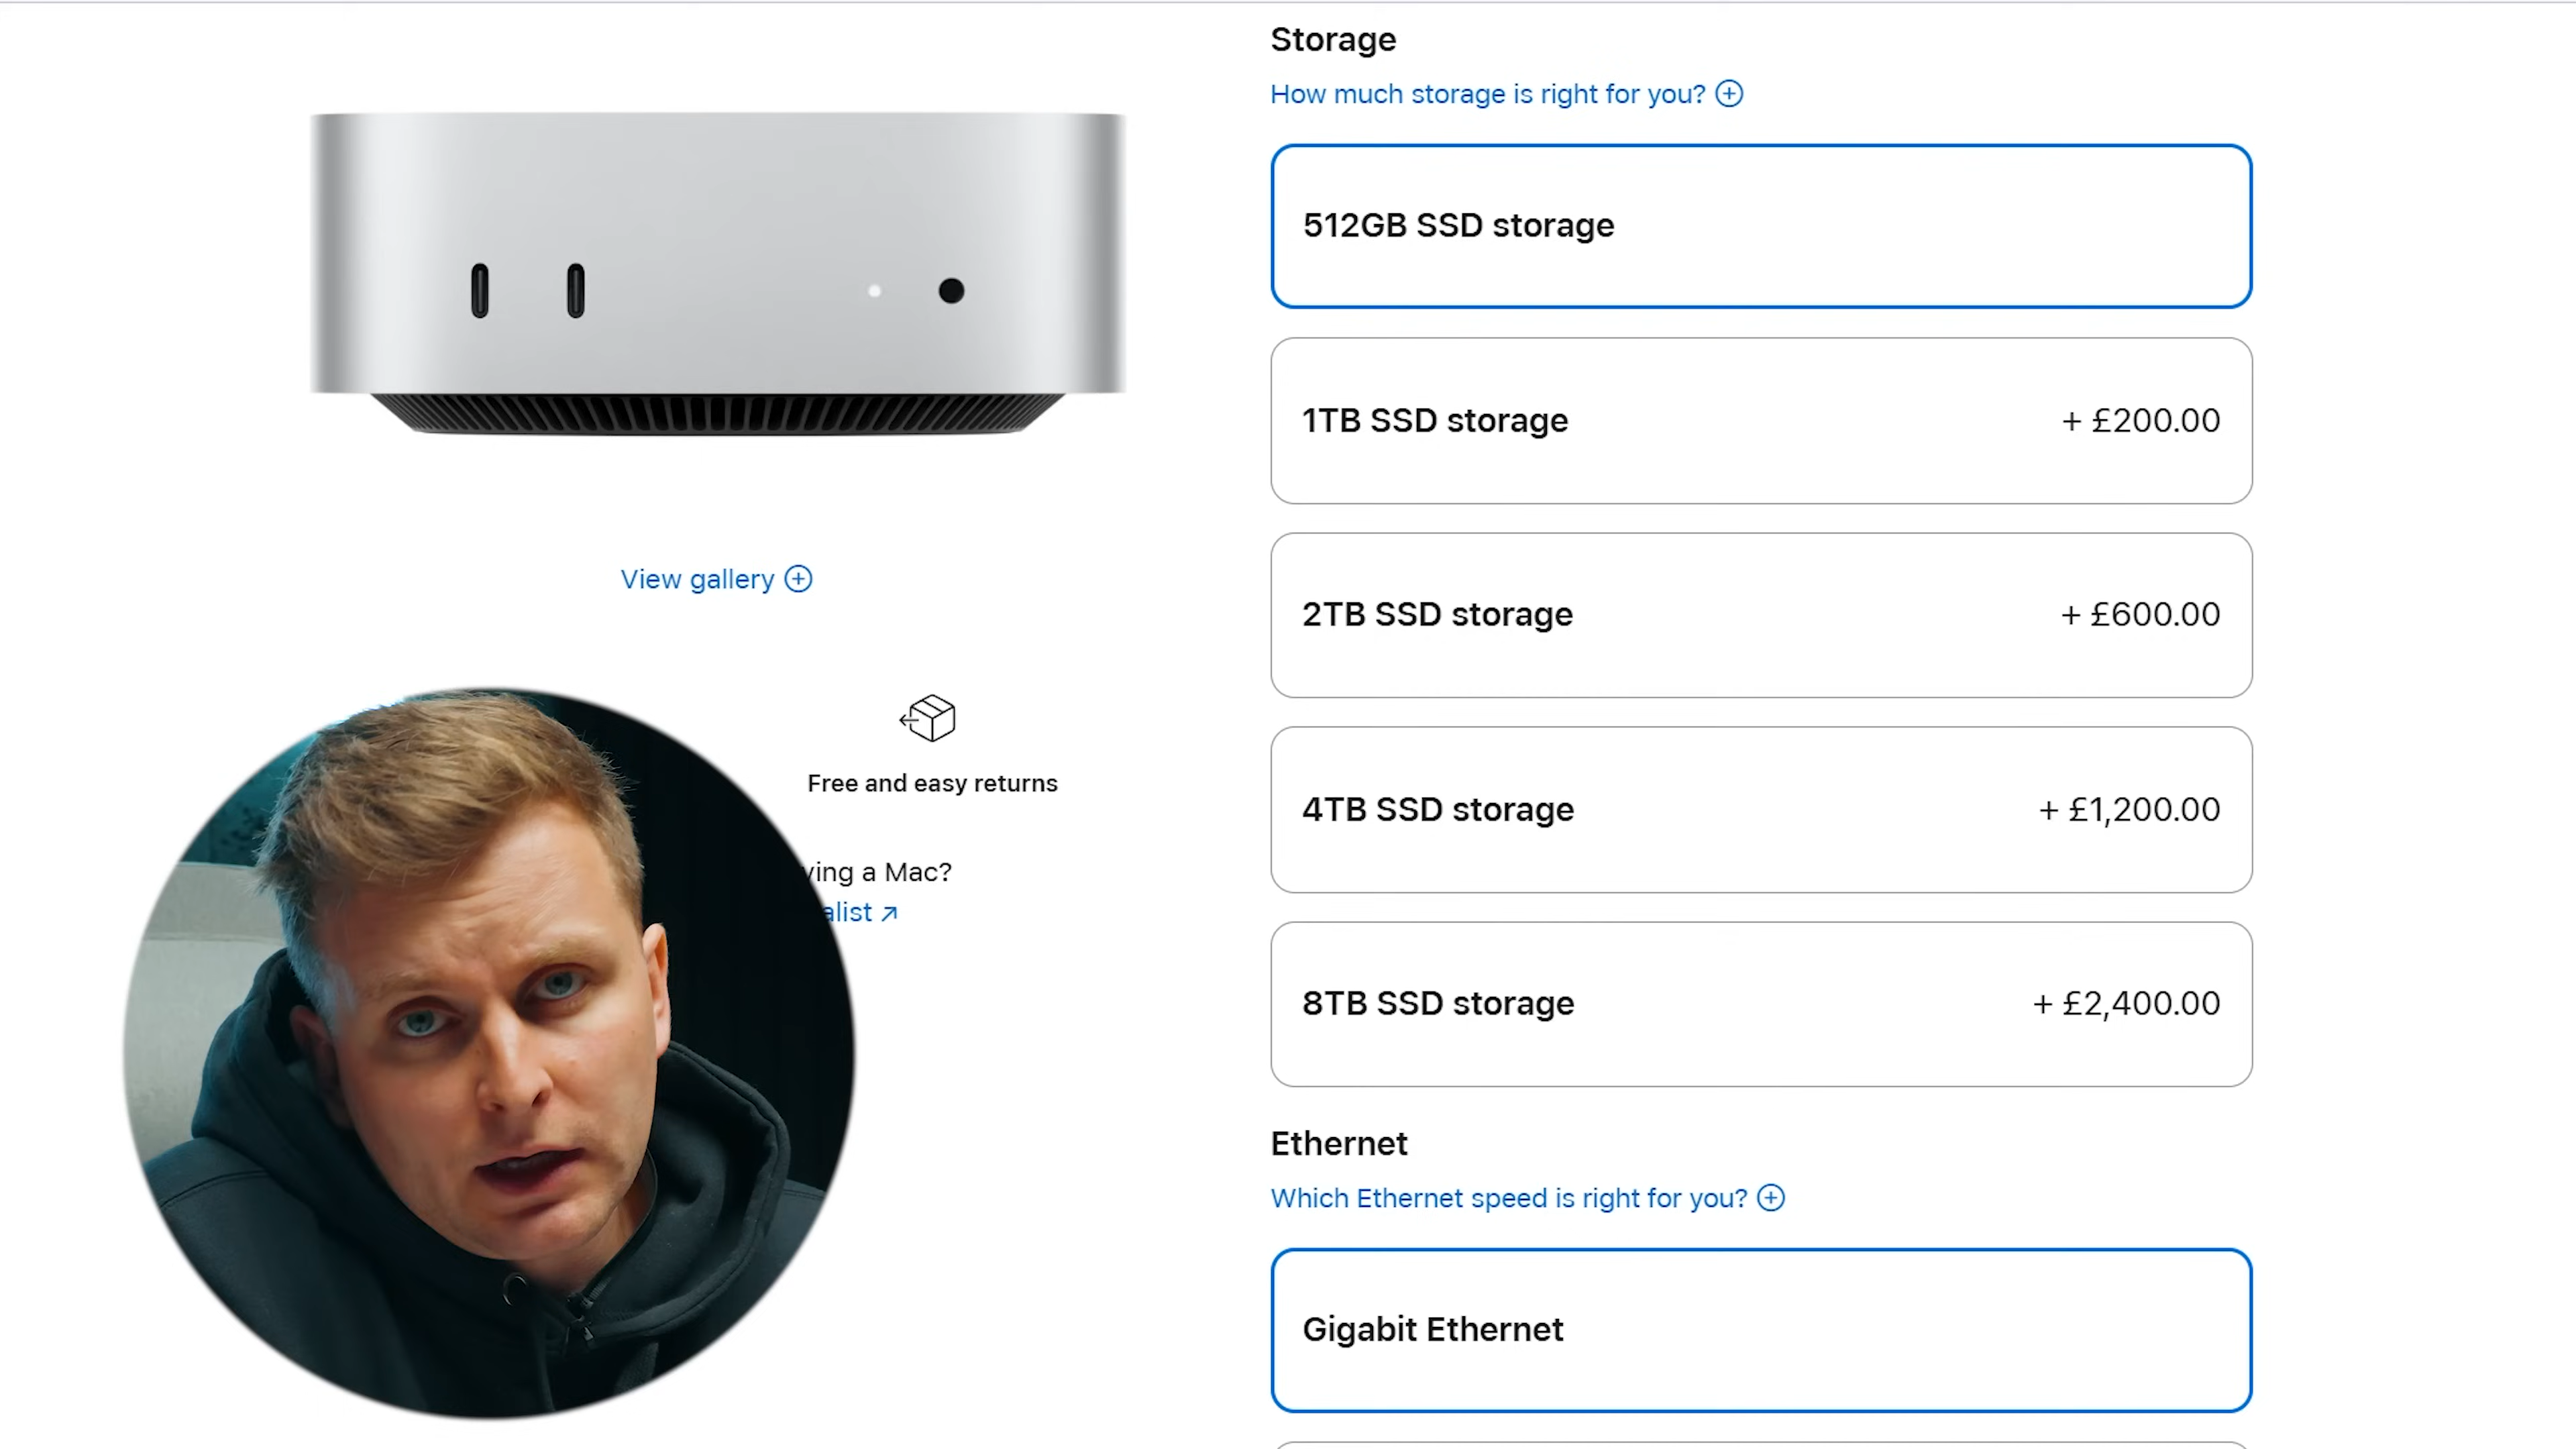 Storage
How much storage is right for you?
512GB SSD storage
1TB SSD storage
+ £200.00
2TB SSD storage
+ £600.00
4TB SSD storage
+ £1,200.00
8TB SSD storage
+ £2,400.00
Ethernet
Which Ethernet speed is right for you?
Gigabit Ethernet
View gallery
Free and easy returns
a Mac?